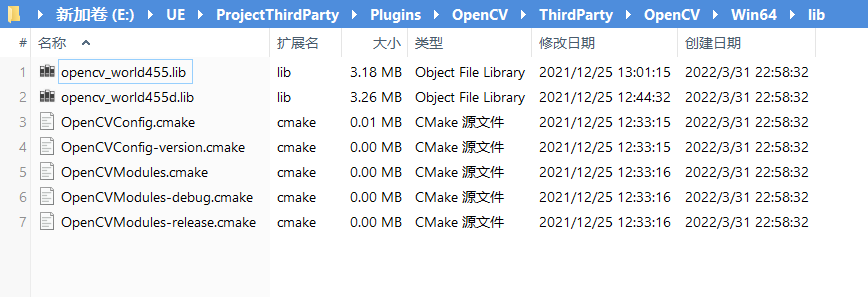 新加卷 (E:) UE ProjectThirdParty Plugins OpenCV ThirdParty OpenCV Win64 lib
# 名称 扩展名 大小 类型 修改日期 创建日期
1 opencv_world455.lib lib 3.18 MB Object File Library 2021/12/25 13:01:15 2022/3/31 22:58:32
2 opencv_world455d.lib lib 3.26 MB Object File Library 2021/12/25 12:44:32 2022/3/31 22:58:32
3 OpenCVConfig.cmake cmake 0.01 MB CMake 源文件 2021/12/25 12:33:15 2022/3/31 22:58:32
4 OpenCVConfig-version.cmake cmake 0.00 MB CMake 源文件 2021/12/25 12:33:15 2022/3/31 22:58:32
5 OpenCVModules.cmake cmake 0.00 MB CMake 源文件 2021/12/25 12:33:16 2022/3/31 22:58:32
6 OpenCVModules-debug.cmake cmake 0.00 MB CMake 源文件 2021/12/25 12:33:16 2022/3/31 22:58:32
7 OpenCVModules-release.cmake cmake 0.00 MB CMake 源文件 2021/12/25 12:33:16 2022/3/31 22:58:32